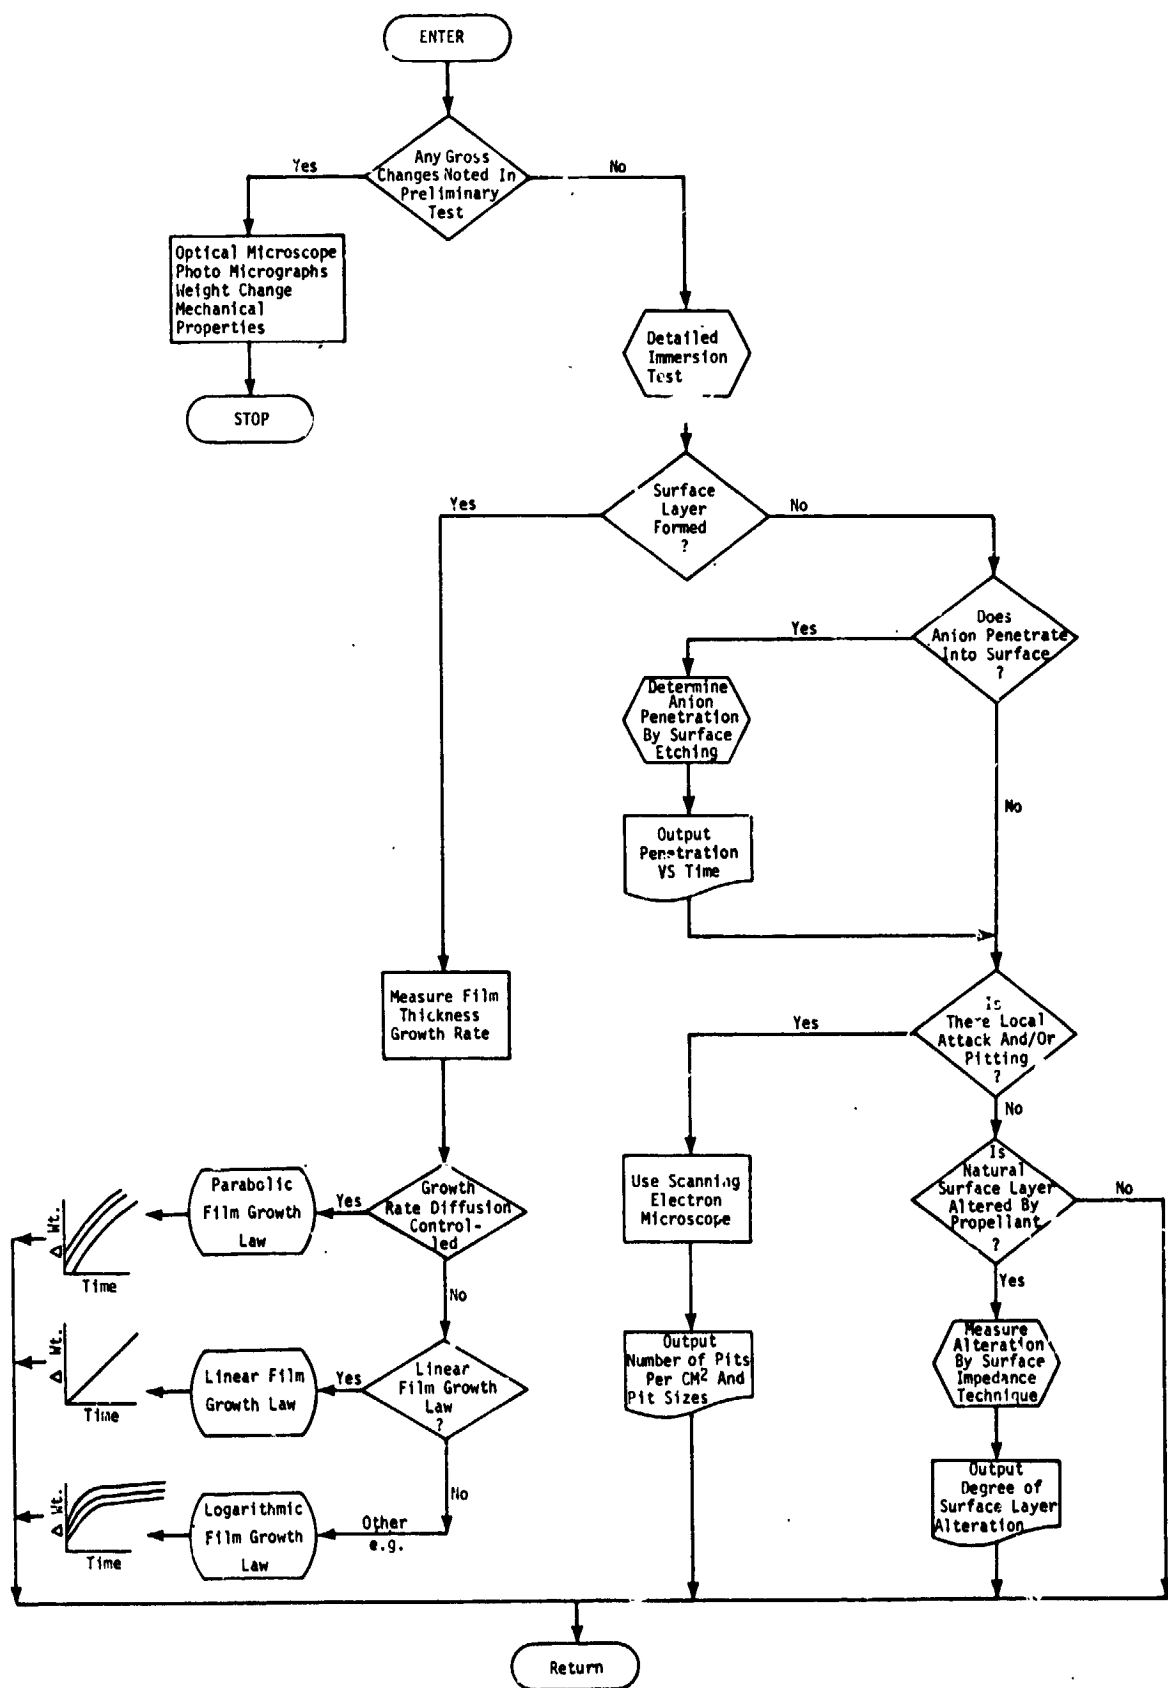 ENTER
Any Gross
Changes Noted In
Preliminary
Test
Yes
No
Optical Microscope
Photo Micrographs
Weight Change
Mechanical
Properties
STOP
Detailed
Immersion
Test
Surface
Layer
Formed
?
Yes
No
Does
Anion Penetrate
Into Surface
?
Yes
No
Determine
Anion
Penetration
By Surface
Etching
Output
Penetration
VS Time
Measure Film
Thickness
Growth Rate
Is
There Local
Attack And/Or
Pitting
?
Yes
No
Use Scanning
Electron
Microscope
Is
Natural
Surface Layer
Altered By
Propellant
?
No
Yes
Growth
Rate Diffusion
Control-
led
Yes
No
Parabolic
Film Growth
Law
Δ Wt.
Time
Output
Number of Pits
Per CM² And
Pit Sizes
Measure
Alteration
By Surface
Impedance
Technique
Linear
Film Growth
Law
?
Yes
No
Linear Film
Growth Law
Δ Wt.
Time
Output
Degree of
Surface Layer
Alteration
Other
e.g.
Logarithmic
Film Growth
Law
Δ Wt.
Time
Return